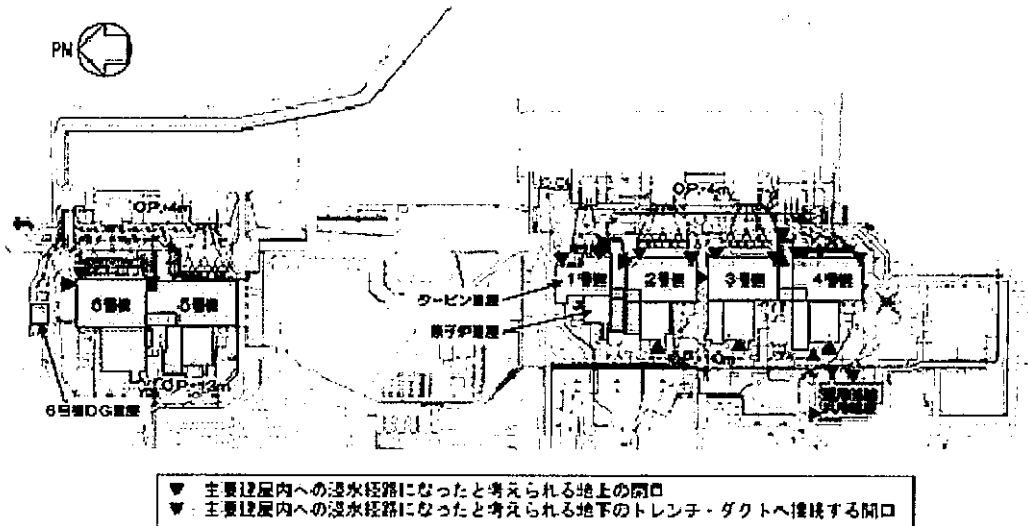 PN
O.P.+4m
O.P.+4m
6号機
5号機
1号機
2号機
3号機
4号機
タービン建屋
原子炉建屋
O.P.+10m
O.P.+13m
6号機DG建屋
▼ 主要建屋内への浸水経路になったと考えられる地上の開口
▼：主要建屋内への浸水経路になったと考えられる地下のトレンチ・ダクトへ接続する開口